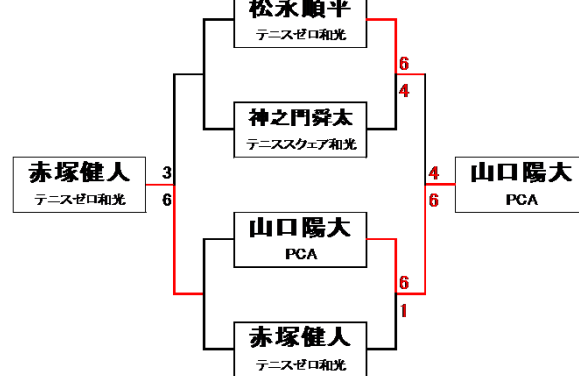 松永順平
テニスゼロ和光
6
4
神之門舜太
テニススクェア和光
赤塚健人
テニスゼロ和光
3
6
4
6
山口陽大
PCA
山口陽大
PCA
6
1
赤塚健人
テニスゼロ和光